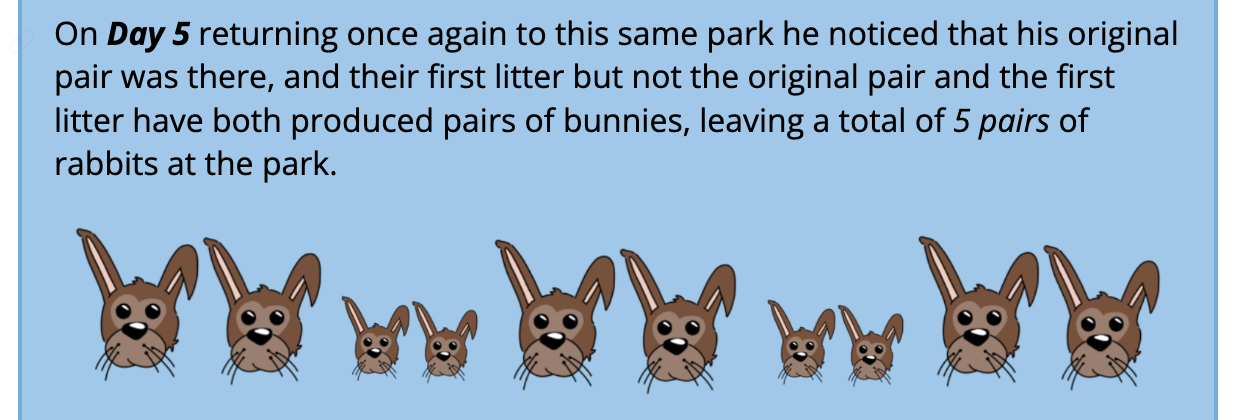 On Day 5 returning once again to this same park he noticed that his original
pair was there, and their first litter but not the original pair and the first
litter have both produced pairs of bunnies, leaving a total of 5 pairs of
rabbits at the park.